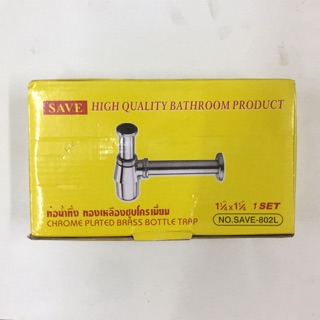 SAVE HIGH QUALITY BATHROOM PRODUCT
ท่อน้ำทิ้ง ทองเหลืองชุบโครเมี่ยม
CHROME PLATED BRASS BOTTLE TRAP
1¼x1¼ 1 SET
NO.SAVE-802L